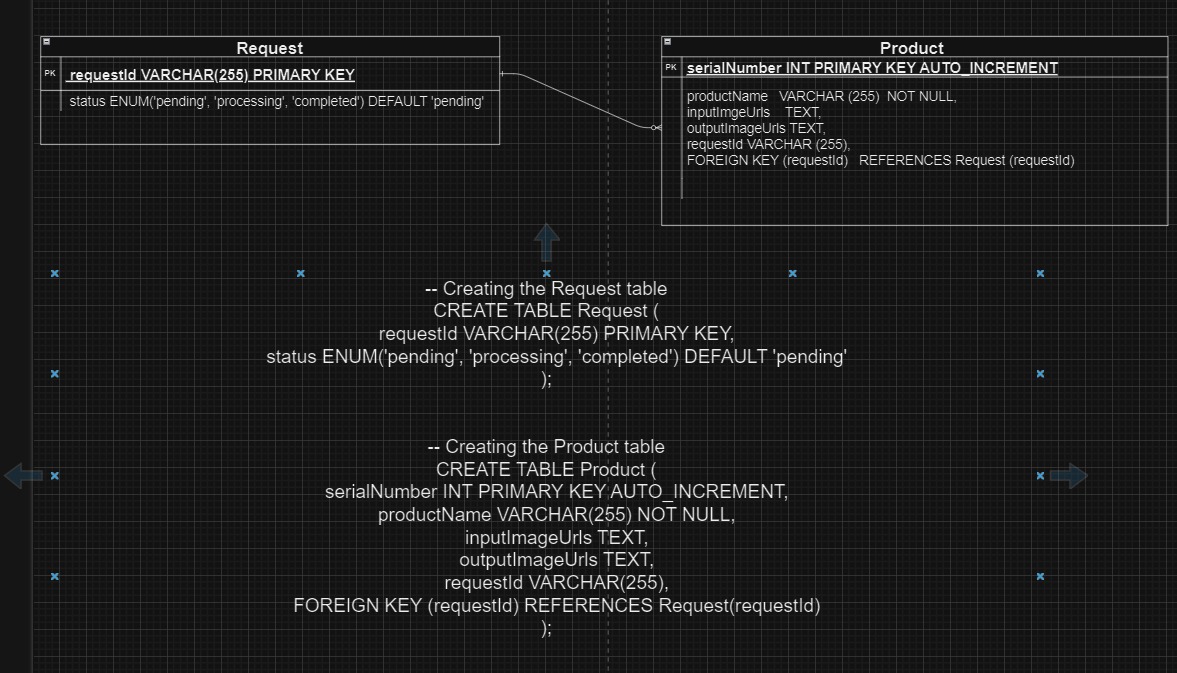 Request
PK requestId VARCHAR(255) PRIMARY KEY
status ENUM('pending', 'processing', 'completed') DEFAULT 'pending'
Product
PK serialNumber INT PRIMARY KEY AUTO_INCREMENT
productName VARCHAR (255) NOT NULL,
inputImgeUrls TEXT,
outputImageUrls TEXT,
requestId VARCHAR (255),
FOREIGN KEY (requestId) REFERENCES Request (requestId)
-- Creating the Request table
CREATE TABLE Request (
requestId VARCHAR(255) PRIMARY KEY,
status ENUM('pending', 'processing', 'completed') DEFAULT 'pending'
);
-- Creating the Product table
CREATE TABLE Product (
serialNumber INT PRIMARY KEY AUTO_INCREMENT,
productName VARCHAR(255) NOT NULL,
inputImageUrls TEXT,
outputImageUrls TEXT,
requestId VARCHAR(255),
FOREIGN KEY (requestId) REFERENCES Request(requestId)
);